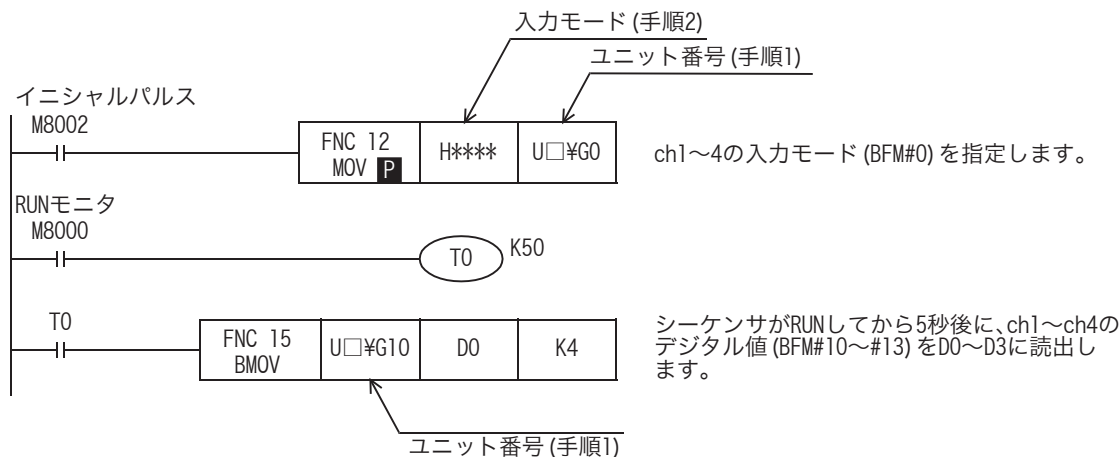 入力モード (手順2)
ユニット番号 (手順1)
イニシャルパルス
M8002
FNC 12
MOV P
H****
U□¥G0
ch1～4の入力モード (BFM#0) を指定します。
RUNモニタ
M8000
T0
K50
T0
FNC 15
BMOV
U□¥G10
D0
K4
シーケンサがRUNしてから5秒後に、ch1～ch4の
デジタル値 (BFM#10～#13) をD0～D3に読出し
ます。
ユニット番号 (手順1)